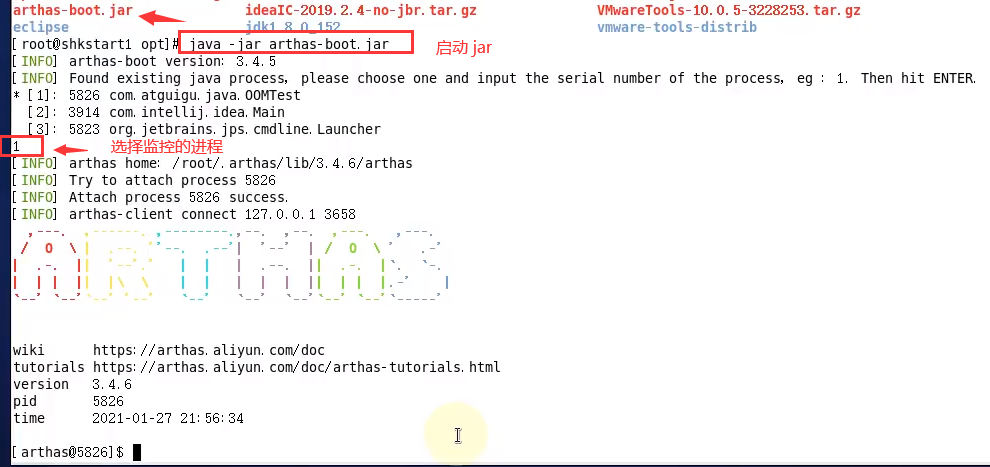 arthas-boot.jar ideaIC-2019.2.4-no-jbr.tar.gz VMwareTools-10.0.5-3228253.tar.gz
eclipse jdk1.8.0_152 vmware-tools-distrib
[root@shkstart1 opt]# java -jar arthas-boot.jar 启动 jar
[INFO] arthas-boot version: 3.4.5
[INFO] Found existing java process, please choose one and input the serial number of the process, eg : 1. Then hit ENTER.
* [1]: 5826 com.atguigu.java.OOMTest
[2]: 3914 com.intellij.idea.Main
[3]: 5823 org.jetbrains.jps.cmdline.Launcher
1 选择监控的进程
[INFO] arthas home: /root/.arthas/lib/3.4.6/arthas
[INFO] Try to attach process 5826
[INFO] Attach process 5826 success.
[INFO] arthas-client connect 127.0.0.1 3658
ARTHAS
wiki https://arthas.aliyun.com/doc
tutorials https://arthas.aliyun.com/doc/arthas-tutorials.html
version 3.4.6
pid 5826
time 2021-01-27 21:56:34
[arthas@5826]$